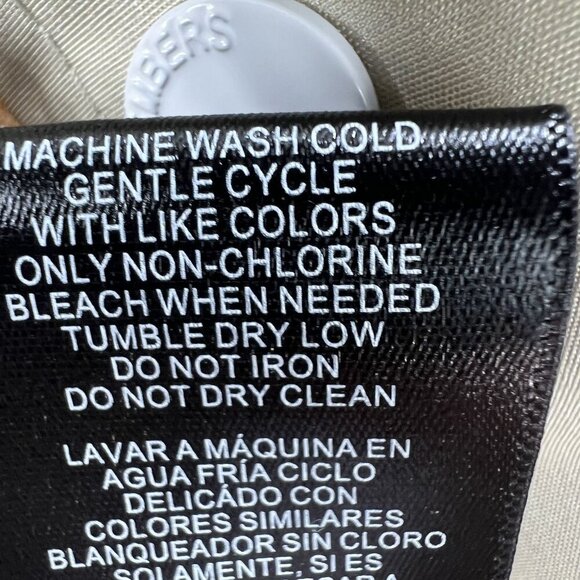 MACHINE WASH COLD
GENTLE CYCLE
WITH LIKE COLORS
ONLY NON-CHLORINE
BLEACH WHEN NEEDED
TUMBLE DRY LOW
DO NOT IRON
DO NOT DRY CLEAN
LAVAR A MÁQUINA EN
AGUA FRÍA CICLO
DELICÁDO CON
COLORES SIMILARES
BLANQUEADOR SIN CLORO
SOLAMENTE, SI ES